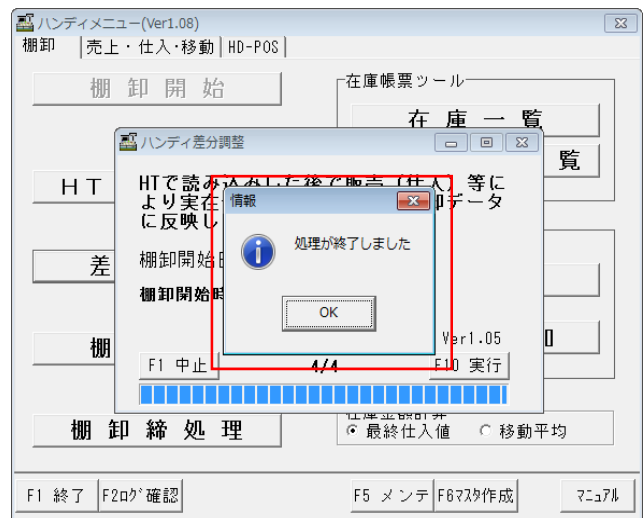 ハンディメニュー(Ver1.08)
棚卸 売上・仕入・移動 HD-POS
棚 卸 開 始
在庫帳票ツール
在 庫 一 覧
ハンディ差分調整
覧
HT
HTで読み込みした後で販売(仕入)等に
より実在
卸データ
に反映し
情報
処理が終了しました
OK
差
棚卸開始
棚卸開始時
棚
Ver1.05
F1 中止
4/4
F10 実行
棚 卸 締 処 理
在庫金額計算
最終仕入値 移動平均
F1 終了 F2ログ確認 F5 メンテ F6マスタ作成 マニュアル